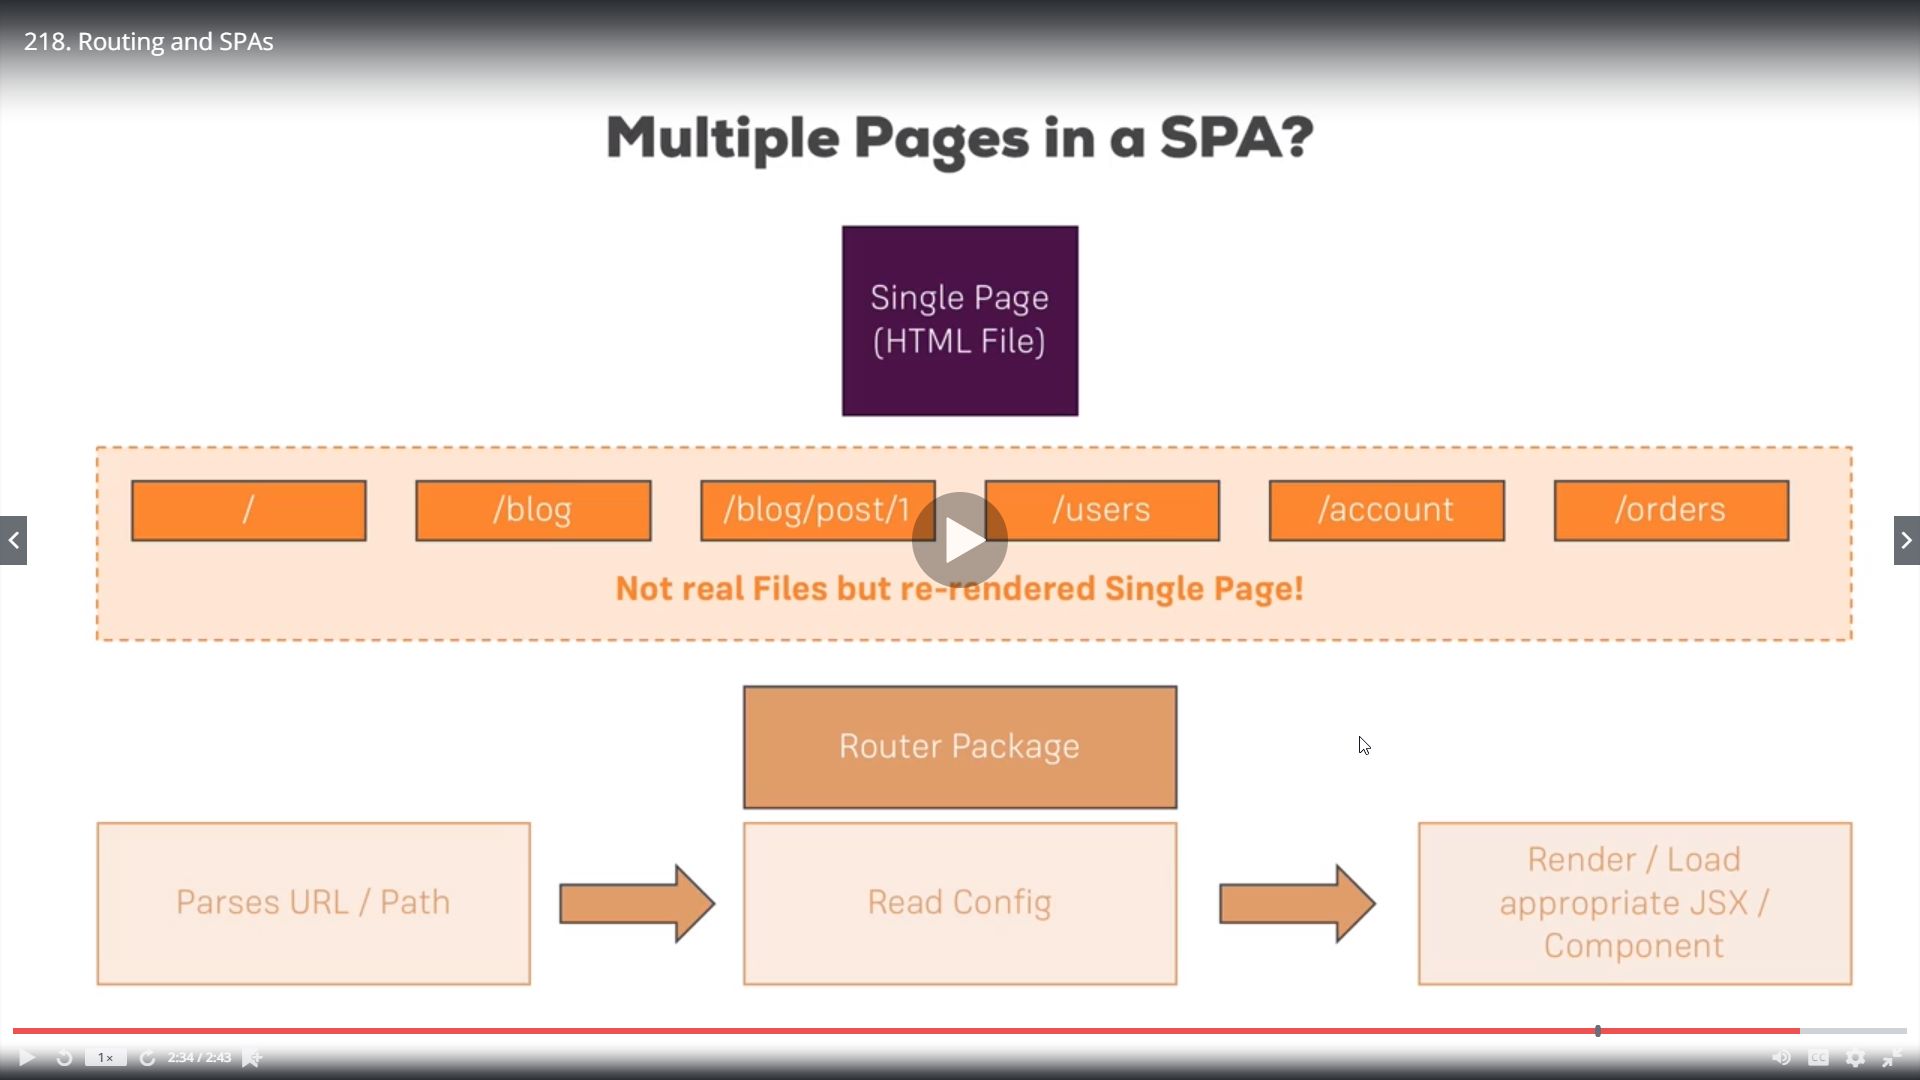 218. Routing and SPAs
Multiple Pages in a SPA?
Single Page
(HTML File)
/
/blog
/blog/post/1
/users
/account
/orders
Not real Files but re-rendered Single Page!
Router Package
Parses URL / Path
Read Config
Render / Load
appropriate JSX /
Component
1×
2:34 / 2:43
CC